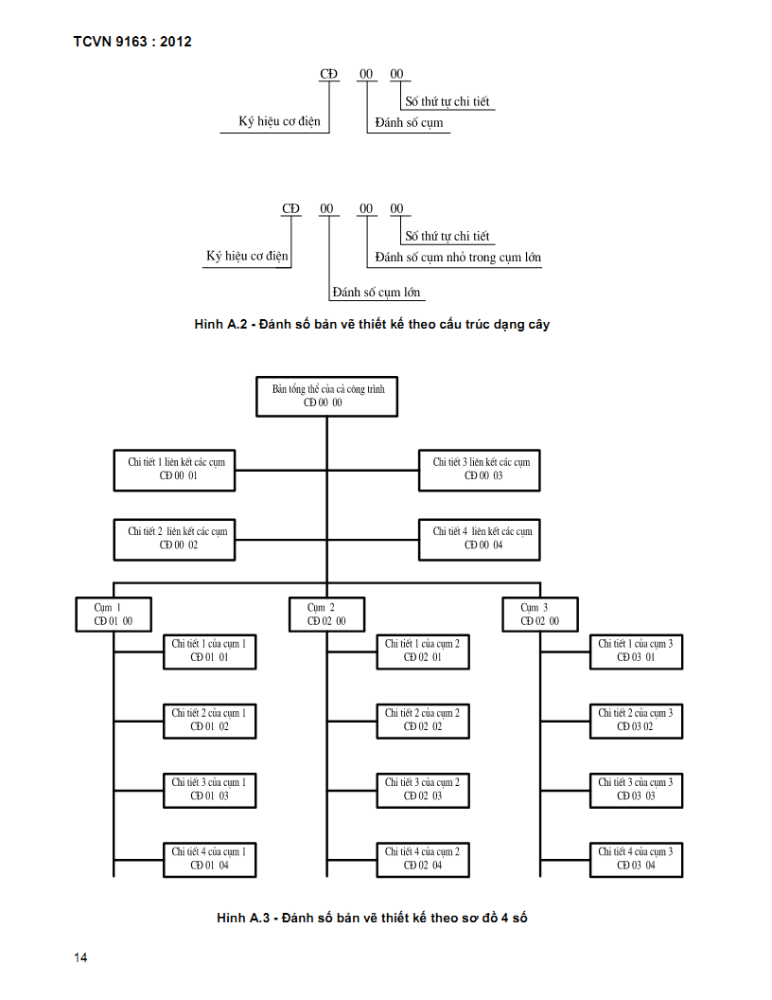 TCVN 9163 : 2012
CĐ 00 00
Số thứ tự chi tiết
Ký hiệu cơ điện
Đánh số cụm
CĐ 00 00 00
Số thứ tự chi tiết
Ký hiệu cơ điện
Đánh số cụm nhỏ trong cụm lớn
Đánh số cụm lớn
Hình A.2 - Đánh số bản vẽ thiết kế theo cấu trúc dạng cây
Bản tổng thể của cả công trình
CĐ 00 00
Chi tiết 1 liên kết các cụm
CĐ 00 01
Chi tiết 3 liên kết các cụm
CĐ 00 03
Chi tiết 2 liên kết các cụm
CĐ 00 02
Chi tiết 4 liên kết các cụm
CĐ 00 04
Cụm 1
CĐ 01 00
Cụm 2
CĐ 02 00
Cụm 3
CĐ 02 00
Chi tiết 1 của cụm 1
CĐ 01 01
Chi tiết 1 của cụm 2
CĐ 02 01
Chi tiết 1 của cụm 3
CĐ 03 01
Chi tiết 2 của cụm 1
CĐ 01 02
Chi tiết 2 của cụm 2
CĐ 02 02
Chi tiết 2 của cụm 3
CĐ 03 02
Chi tiết 3 của cụm 1
CĐ 01 03
Chi tiết 3 của cụm 2
CĐ 02 03
Chi tiết 3 của cụm 3
CĐ 03 03
Chi tiết 4 của cụm 1
CĐ 01 04
Chi tiết 4 của cụm 2
CĐ 02 04
Chi tiết 4 của cụm 3
CĐ 03 04
Hình A.3 - Đánh số bản vẽ thiết kế theo sơ đồ 4 số
14